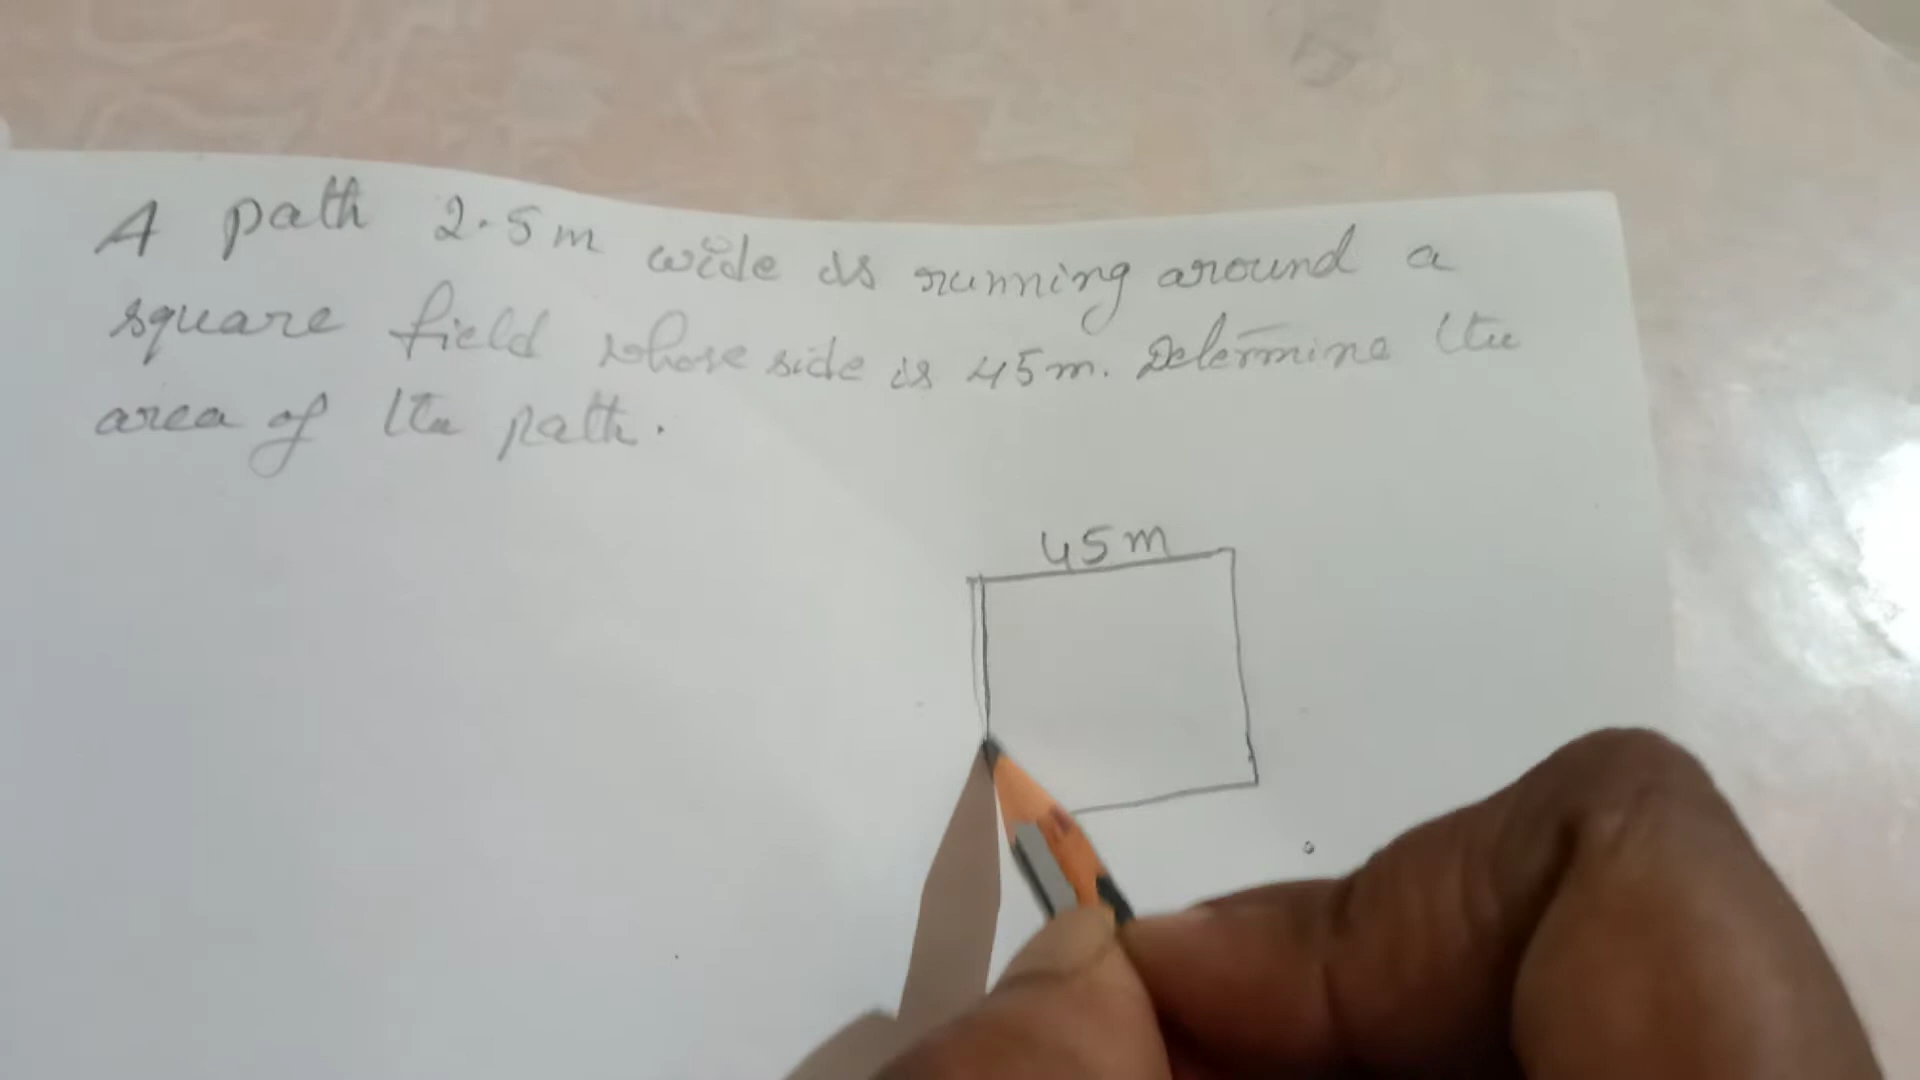 A path 2.5m wide is running around a
square field whose side is 45m. Determine the
area of the path.
45m